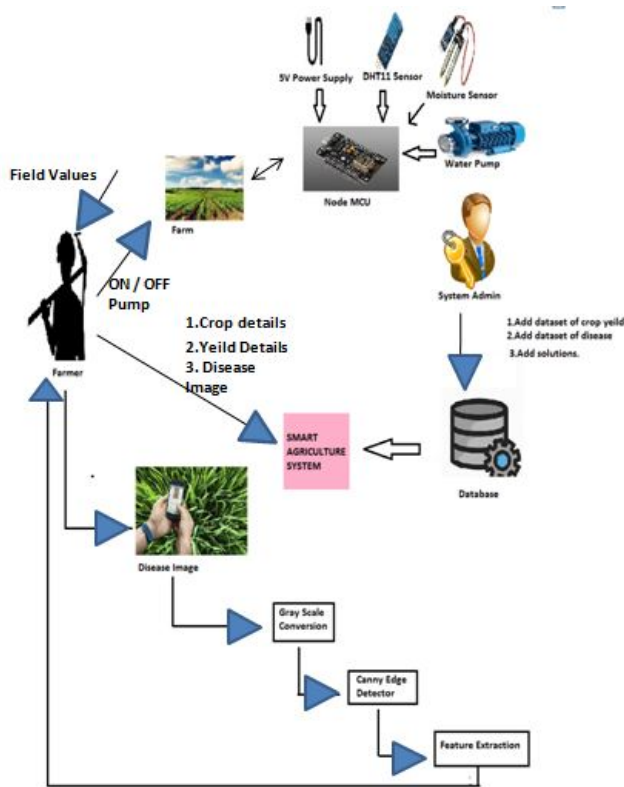 5V Power Supply
DHT11 Sensor
Moisture Sensor
Water Pump
Node MCU
Field Values
Farm
ON / OFF
Pump
System Admin
1.Crop details
2.Yeild Details
3. Disease
Image
1.Add dataset of crop yeild
2.Add dataset of disease
3.Add solutions.
Farmer
SMART
AGRICULTURE
SYSTEM
Database
Disease Image
Gray Scale
Conversion
Canny Edge
Detector
Feature Extraction